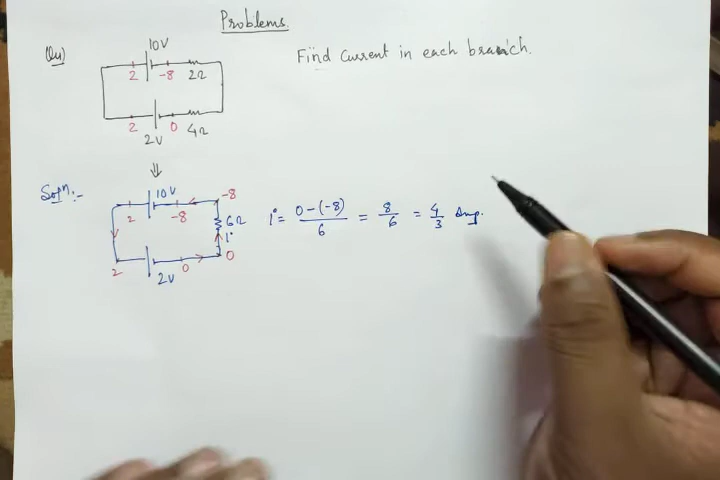 Problems.
Qu) Find Current in each branch.
10V
2 -8 2Ω
2 0 4Ω
2V
⇓
Solⁿ:-
10V -8
2 -8 6Ω i = 0-(-8)/6 = 8/6 = 4/3 Amp.
i
2 0 0
2V